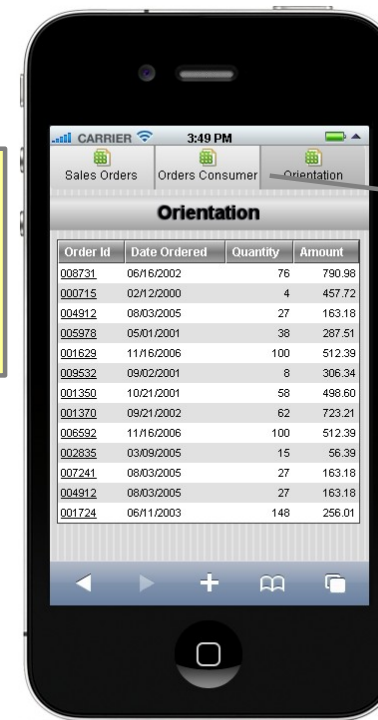 CARRIER 3:49 PM
Sales Orders Orders Consumer Orientation
Orientation
Order Id Date Ordered Quantity Amount
008731 06/16/2002 76 790.98
000715 02/12/2000 4 457.72
004912 08/03/2005 27 163.18
005978 05/01/2001 38 287.51
001629 11/16/2006 100 512.39
009532 09/02/2001 8 306.34
001350 10/21/2001 58 498.60
001370 09/21/2002 62 723.21
006592 11/16/2006 100 512.39
002835 03/09/2005 15 56.39
007241 08/03/2005 27 163.18
004912 08/03/2005 27 163.18
001724 06/11/2003 148 256.01